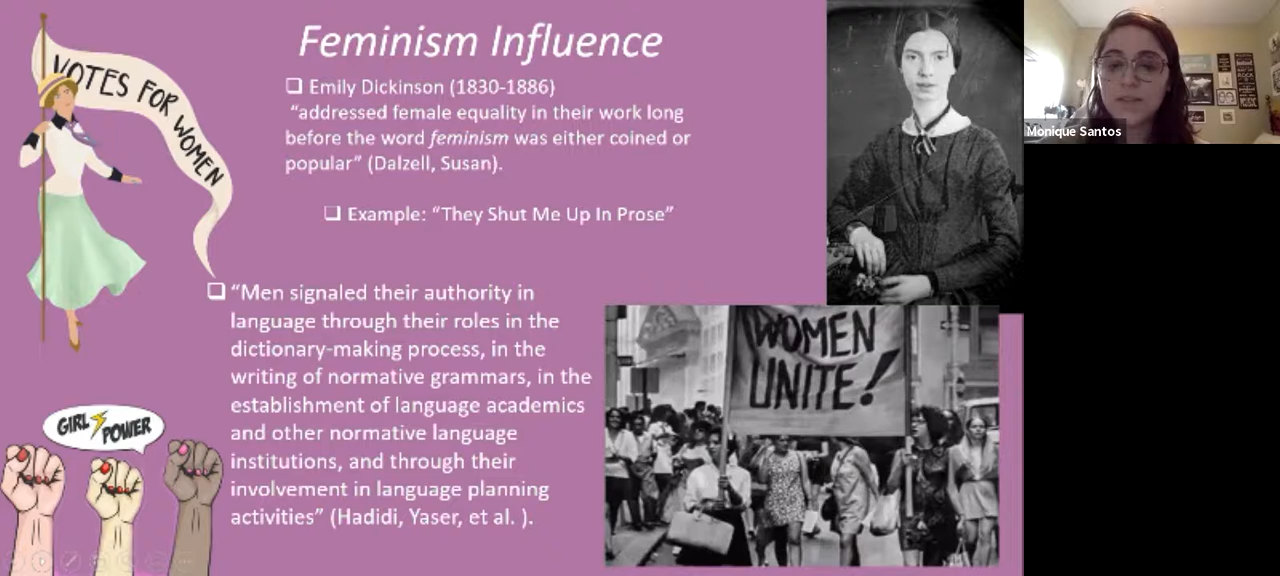 Feminism Influence
❑ Emily Dickinson (1830-1886)
“addressed female equality in their work long
before the word feminism was either coined or
popular” (Dalzell, Susan).
❑ Example: “They Shut Me Up In Prose”
❑ “Men signaled their authority in
language through their roles in the
dictionary-making process, in the
writing of normative grammars, in the
establishment of language academics
and other normative language
institutions, and through their
involvement in language planning
activities” (Hadidi, Yaser, et al. ).
VOTES FOR WOMEN
GIRL POWER
WOMEN
UNITE!
Monique Santos